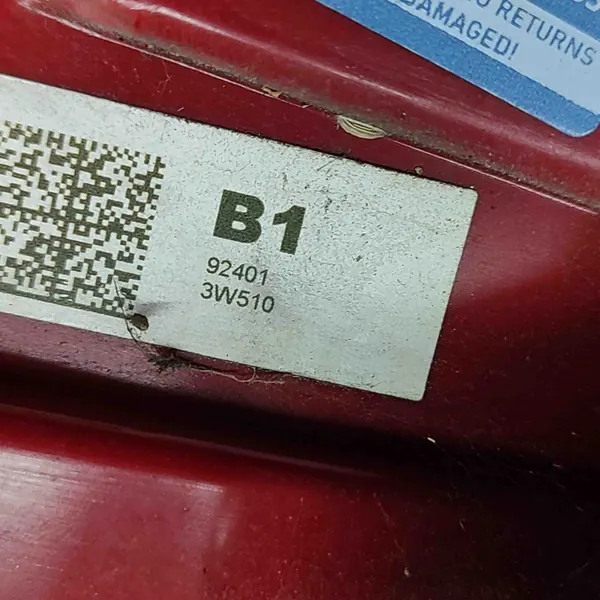 RETURNS
DAMAGED!
B1
92401
3W510